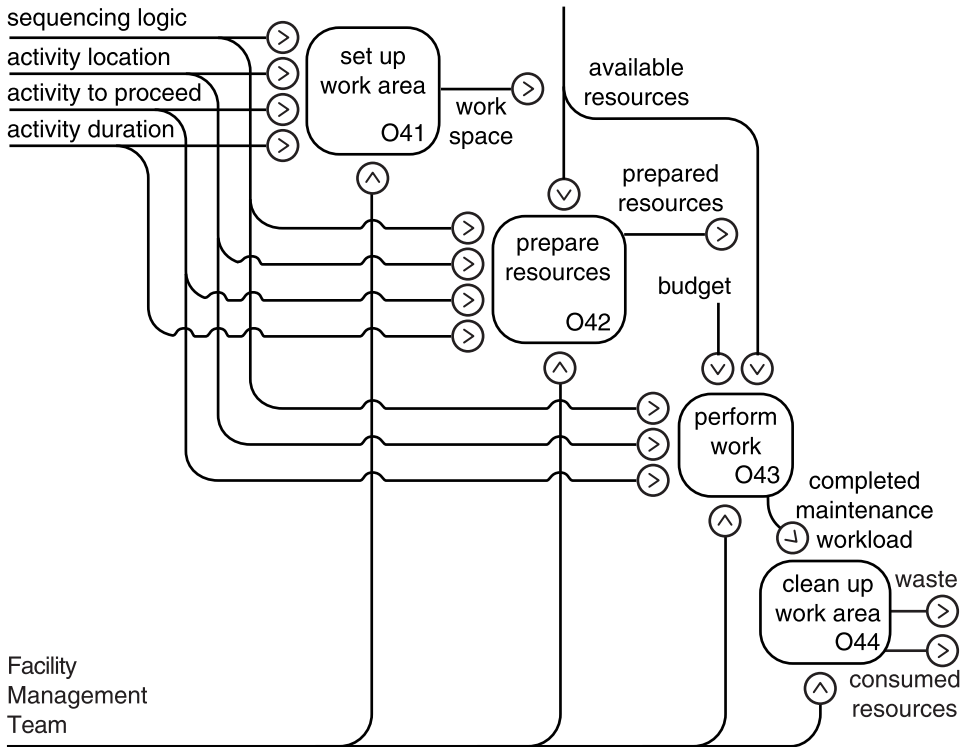 sequencing logic
activity location
activity to proceed
activity duration
set up
work area
O41
work
space
available
resources
prepared
resources
prepare
resources
O42
budget
perform
work
O43
completed
maintenance
workload
clean up
work area
O44
waste
consumed
resources
Facility
Management
Team